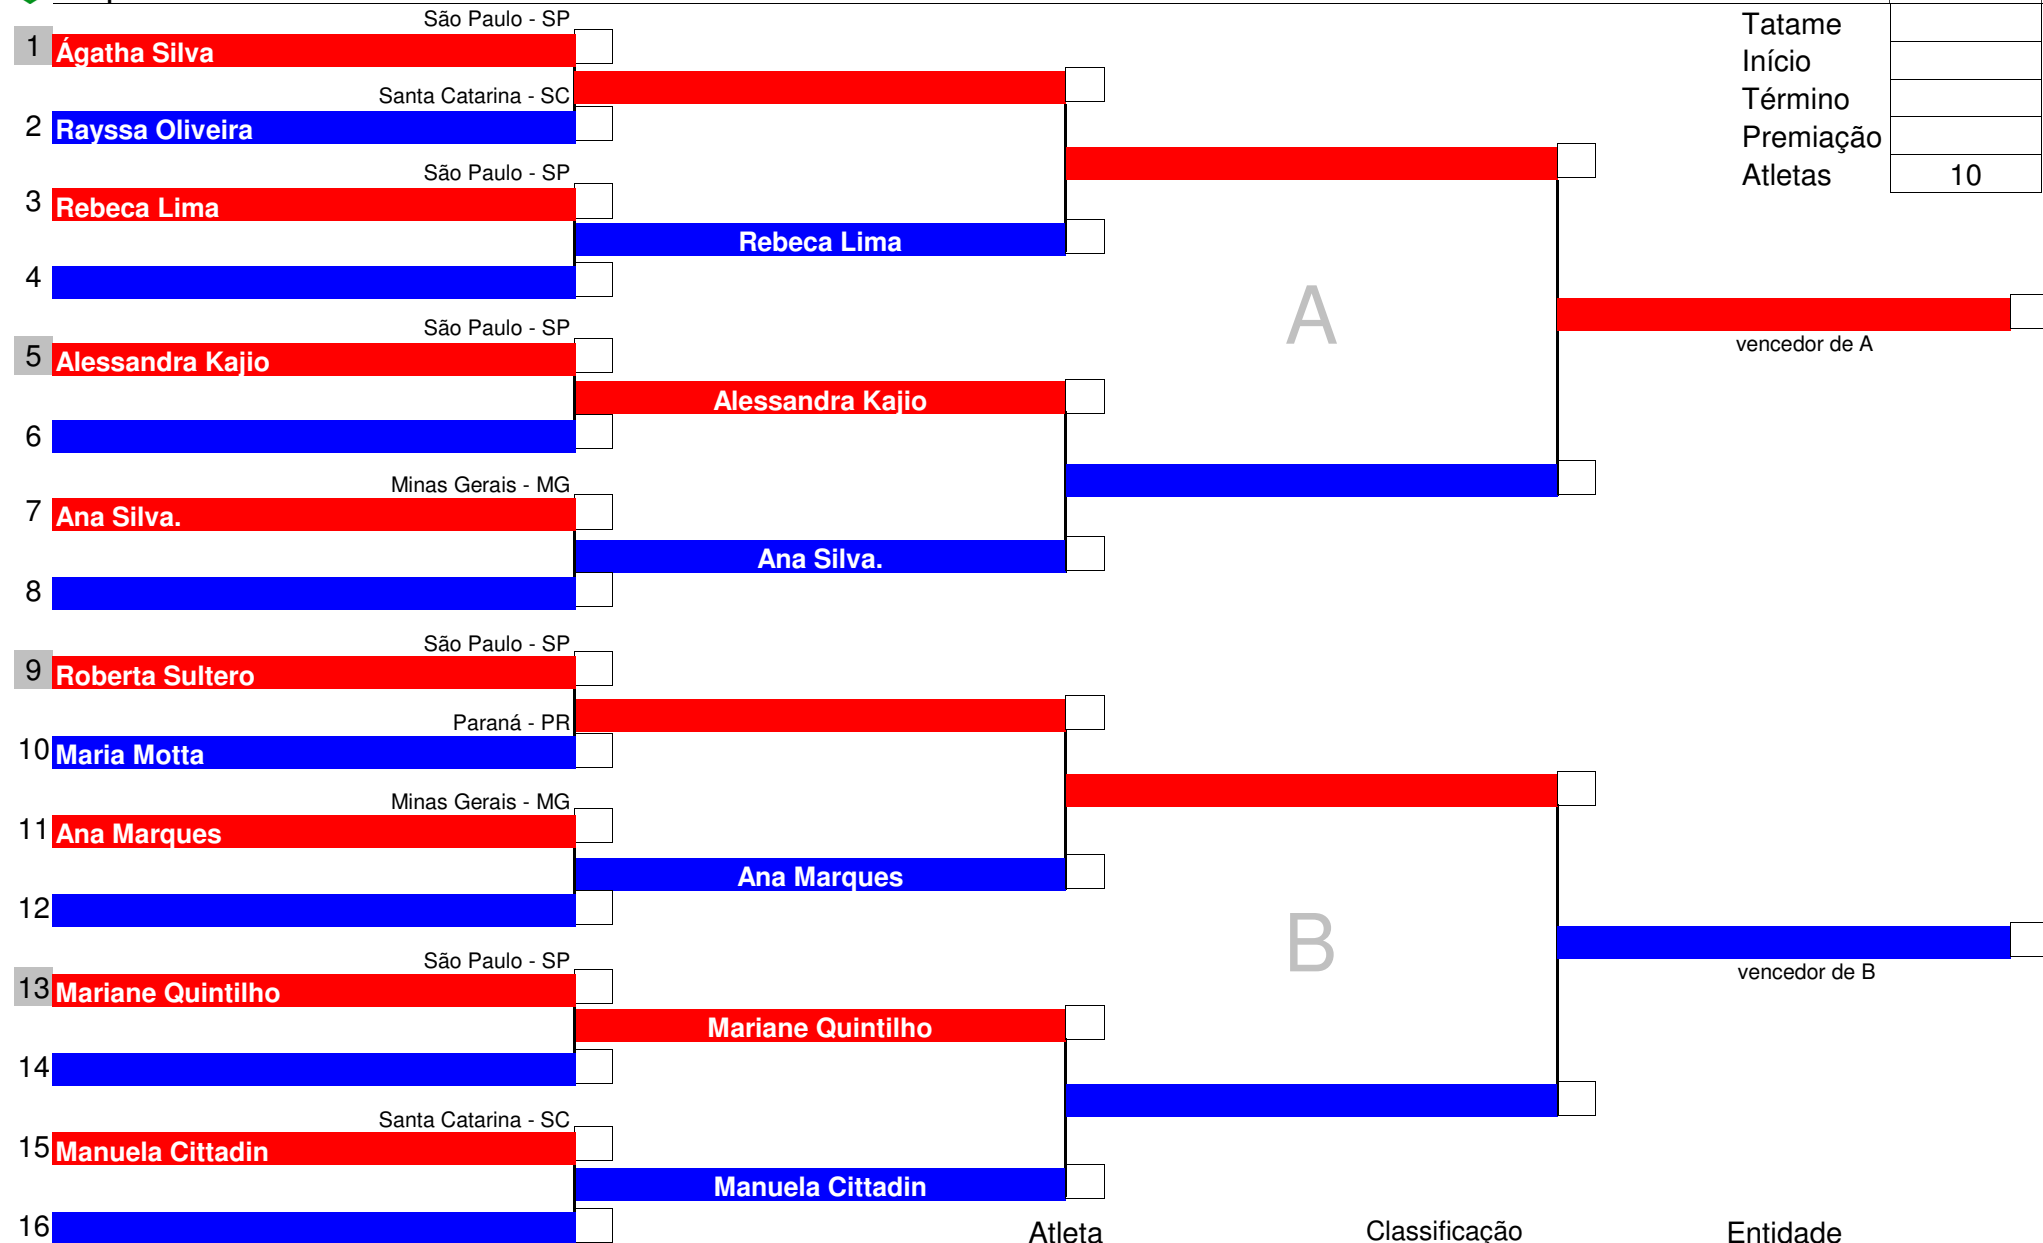 São Paulo - SP
Tatame
1 Ágatha Silva
Início
Santa Catarina - SC
Término
2 Rayssa Oliveira
Premiação
São Paulo - SP
Atletas 10
3 Rebeca Lima
Rebeca Lima
4
A
São Paulo - SP
vencedor de A
5 Alessandra Kajio
Alessandra Kajio
6
Minas Gerais - MG
7 Ana Silva.
Ana Silva.
8
São Paulo - SP
9 Roberta Sultero
Paraná - PR
10 Maria Motta
Minas Gerais - MG
11 Ana Marques
Ana Marques
12
B
São Paulo - SP
vencedor de B
13 Mariane Quintilho
Mariane Quintilho
14
Santa Catarina - SC
15 Manuela Cittadin
Manuela Cittadin
16
Atleta Classificação Entidade